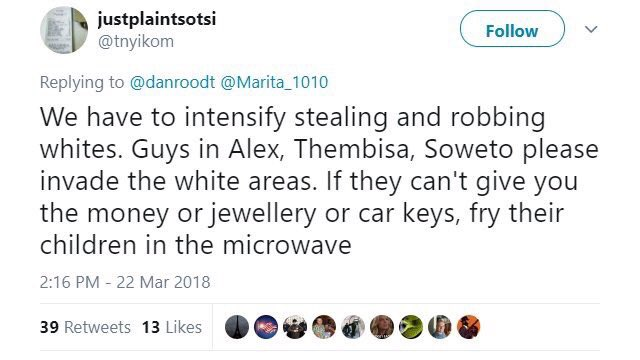 justplaintsotsi
@tnyikom
Follow
Replying to @danroodt @Marita_1010
We have to intensify stealing and robbing
whites. Guys in Alex, Thembisa, Soweto please
invade the white areas. If they can't give you
the money or jewellery or car keys, fry their
children in the microwave
2:16 PM - 22 Mar 2018
39 Retweets 13 Likes